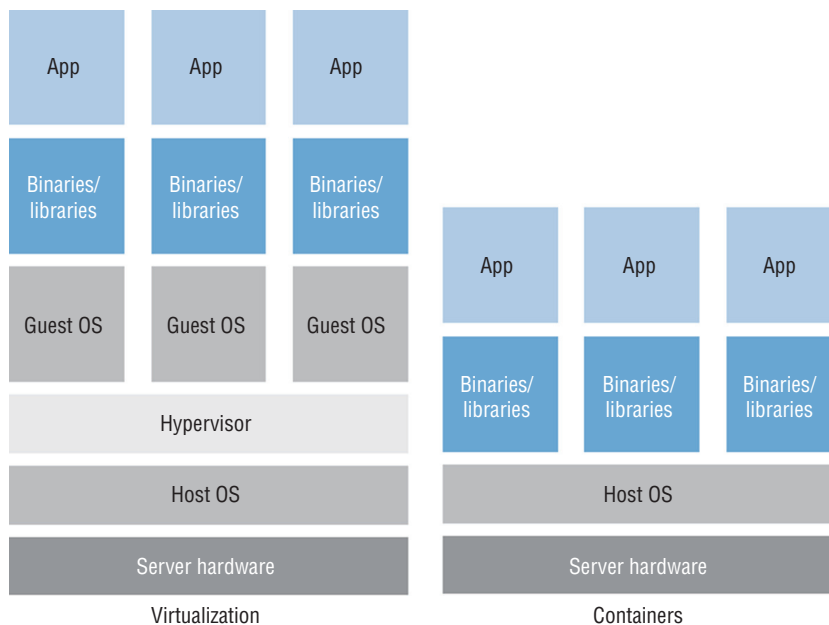 App
App
App
Binaries/
libraries
Binaries/
libraries
Binaries/
libraries
Guest OS
Guest OS
Guest OS
Hypervisor
Host OS
Server hardware
Virtualization
App
App
App
Binaries/
libraries
Binaries/
libraries
Binaries/
libraries
Host OS
Server hardware
Containers